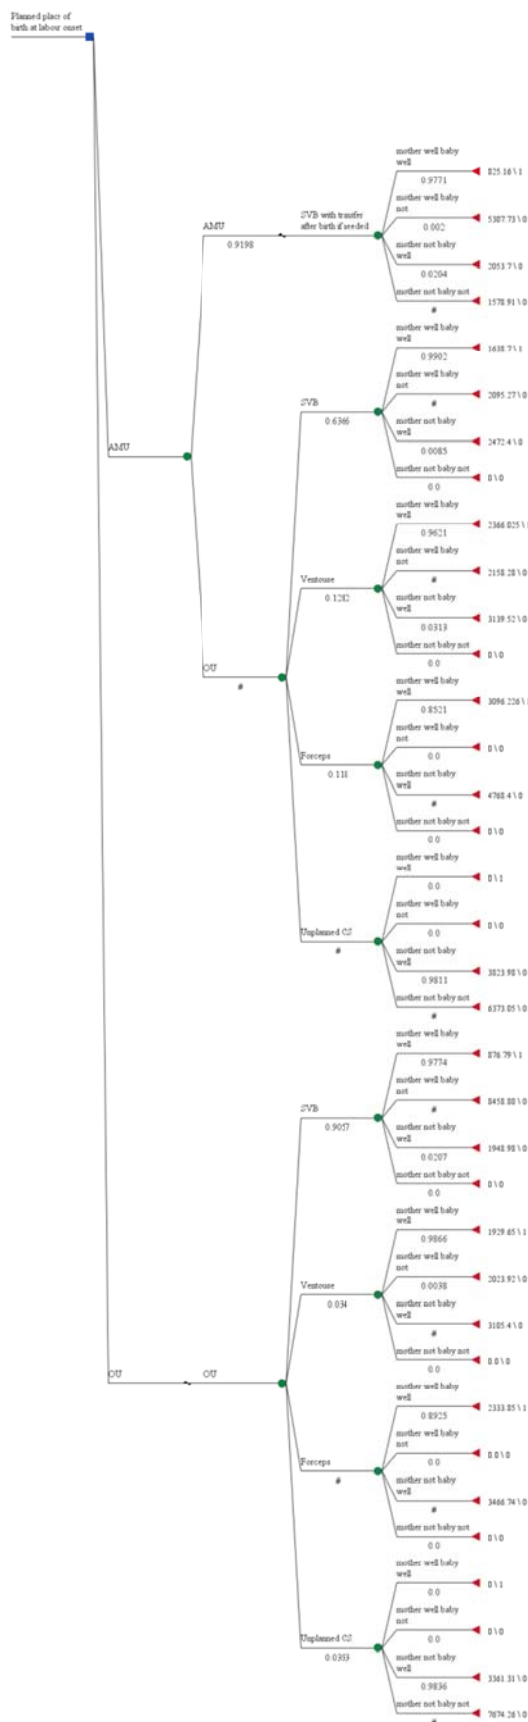 Planned place of
birth at labour onset
mother well baby
well
825.16 \ 1
0.9771
mother well baby
not
5307.73 \ 0
0.002
AMU
0.9198
SVB with transfer
after birth if needed
mother not baby
well
2053.7 \ 0
0.0204
mother not baby not
1578.91 \ 0
#
mother well baby
well
1638.7 \ 1
0.9902
mother well baby
not
2095.27 \ 0
#
SVB
0.6366
mother not baby
well
2472.4 \ 0
0.0085
mother not baby not
0 \ 0
0.0
AMU
mother well baby
well
2366.025 \ 1
0.9621
mother well baby
not
2158.28 \ 0
#
Ventouse
0.1282
mother not baby
well
3139.52 \ 0
0.0313
mother not baby not
0 \ 0
0.0
OU
#
mother well baby
well
3096.226 \ 1
0.8521
mother well baby
not
0 \ 0
0.0
Forceps
0.118
mother not baby
well
4768.4 \ 0
#
mother not baby not
0 \ 0
0.0
mother well baby
well
0 \ 1
0.0
mother well baby
not
0 \ 0
0.0
Unplanned CS
#
mother not baby
well
3823.98 \ 0
0.9811
mother not baby not
6373.05 \ 0
#
mother well baby
well
876.79 \ 1
0.9774
mother well baby
not
8458.88 \ 0
#
SVB
0.9057
mother not baby
well
1948.98 \ 0
0.0207
mother not baby not
0 \ 0
0.0
mother well baby
well
1929.65 \ 1
0.9866
mother well baby
not
2023.92 \ 0
0.0038
Ventouse
0.034
mother not baby
well
3105.4 \ 0
#
mother not baby not
0.0 \ 0
0.0
OU
OU
mother well baby
well
2333.85 \ 1
0.8925
mother well baby
not
0.0 \ 0
0.0
Forceps
#
mother not baby
well
3466.74 \ 0
#
mother not baby not
0 \ 0
0.0
mother well baby
well
0 \ 1
0.0
mother well baby
not
0 \ 0
0.0
Unplanned CS
0.0353
mother not baby
well
3361.31 \ 0
0.9836
mother not baby not
7674.26 \ 0
#